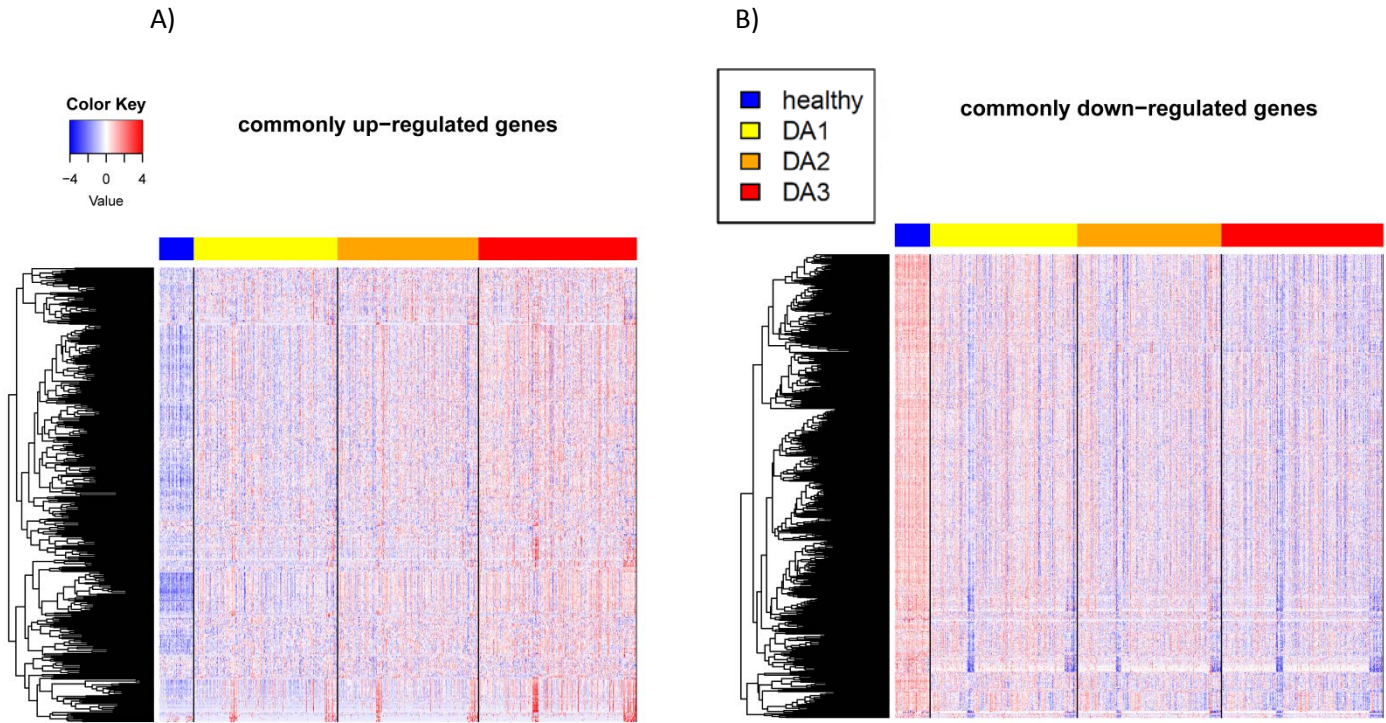 A)
B)
Color Key
−4 0 4
Value
commonly up−regulated genes
healthy
DA1
DA2
DA3
commonly down−regulated genes